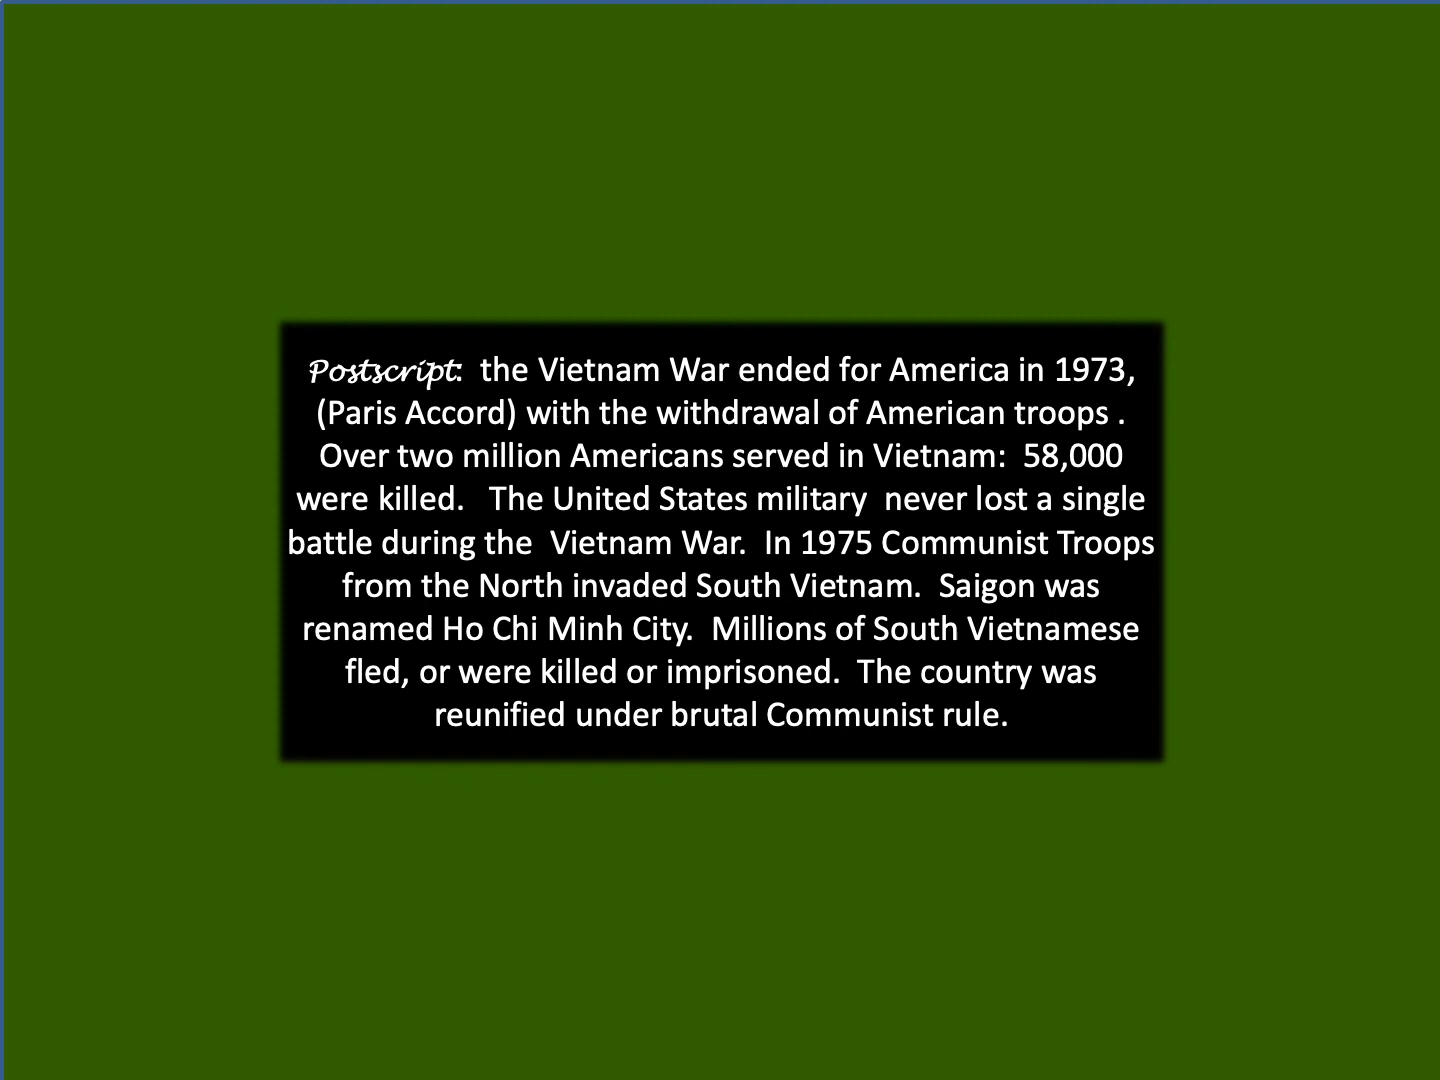 Postscript:  the Vietnam War ended for America in 1973,
(Paris Accord) with the withdrawal of American troops .
Over two million Americans served in Vietnam:  58,000
were killed.   The United States military  never lost a single
battle during the  Vietnam War.  In 1975 Communist Troops
from the North invaded South Vietnam.  Saigon was
renamed Ho Chi Minh City.  Millions of South Vietnamese
fled, or were killed or imprisoned.  The country was
reunified under brutal Communist rule.